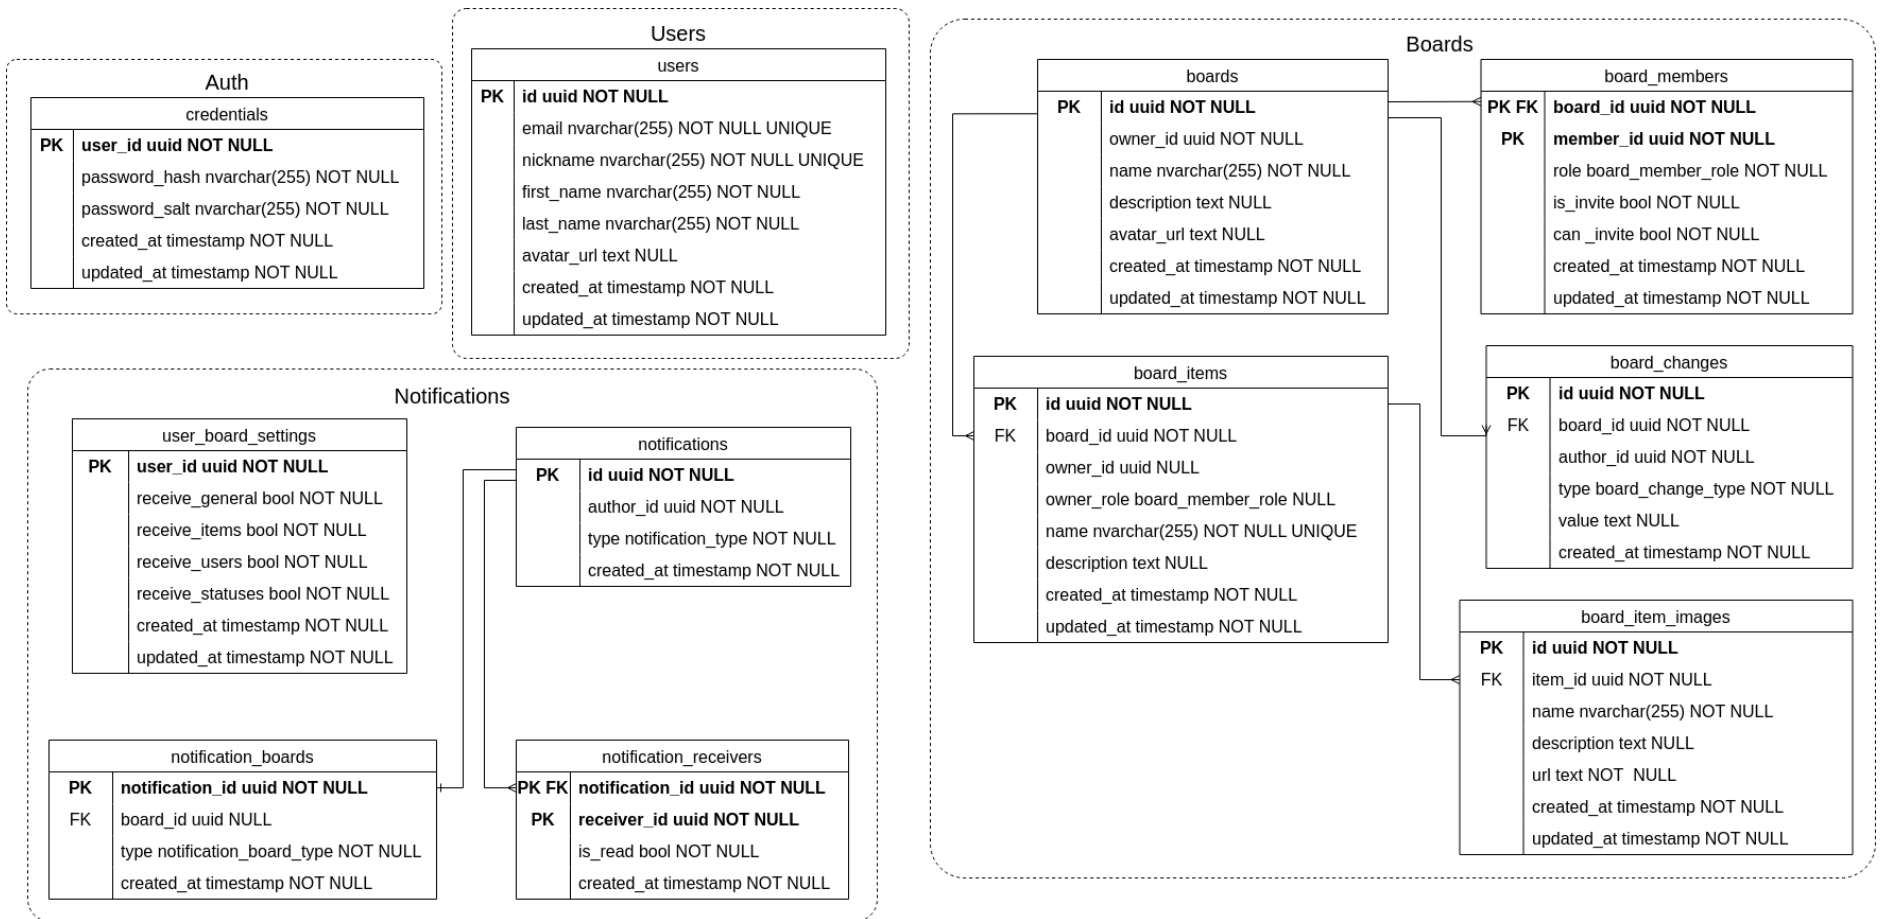 Auth
credentials
PK user_id uuid NOT NULL
password_hash nvarchar(255) NOT NULL
password_salt nvarchar(255) NOT NULL
created_at timestamp NOT NULL
updated_at timestamp NOT NULL
Users
users
PK id uuid NOT NULL
email nvarchar(255) NOT NULL UNIQUE
nickname nvarchar(255) NOT NULL UNIQUE
first_name nvarchar(255) NOT NULL
last_name nvarchar(255) NOT NULL
avatar_url text NULL
created_at timestamp NOT NULL
updated_at timestamp NOT NULL
Notifications
user_board_settings
PK user_id uuid NOT NULL
receive_general bool NOT NULL
receive_items bool NOT NULL
receive_users bool NOT NULL
receive_statuses bool NOT NULL
created_at timestamp NOT NULL
updated_at timestamp NOT NULL
notifications
PK id uuid NOT NULL
author_id uuid NOT NULL
type notification_type NOT NULL
created_at timestamp NOT NULL
notification_boards
PK notification_id uuid NOT NULL
FK board_id uuid NULL
type notification_board_type NOT NULL
created_at timestamp NOT NULL
notification_receivers
PK FK notification_id uuid NOT NULL
PK receiver_id uuid NOT NULL
is_read bool NOT NULL
created_at timestamp NOT NULL
Boards
boards
PK id uuid NOT NULL
owner_id uuid NOT NULL
name nvarchar(255) NOT NULL
description text NULL
avatar_url text NULL
created_at timestamp NOT NULL
updated_at timestamp NOT NULL
board_members
PK FK board_id uuid NOT NULL
PK member_id uuid NOT NULL
role board_member_role NOT NULL
is_invite bool NOT NULL
can _invite bool NOT NULL
created_at timestamp NOT NULL
updated_at timestamp NOT NULL
board_items
PK id uuid NOT NULL
FK board_id uuid NOT NULL
owner_id uuid NULL
owner_role board_member_role NULL
name nvarchar(255) NOT NULL UNIQUE
description text NULL
created_at timestamp NOT NULL
updated_at timestamp NOT NULL
board_changes
PK id uuid NOT NULL
FK board_id uuid NOT NULL
author_id uuid NOT NULL
type board_change_type NOT NULL
value text NULL
created_at timestamp NOT NULL
board_item_images
PK id uuid NOT NULL
FK item_id uuid NOT NULL
name nvarchar(255) NOT NULL
description text NULL
url text NOT  NULL
created_at timestamp NOT NULL
updated_at timestamp NOT NULL